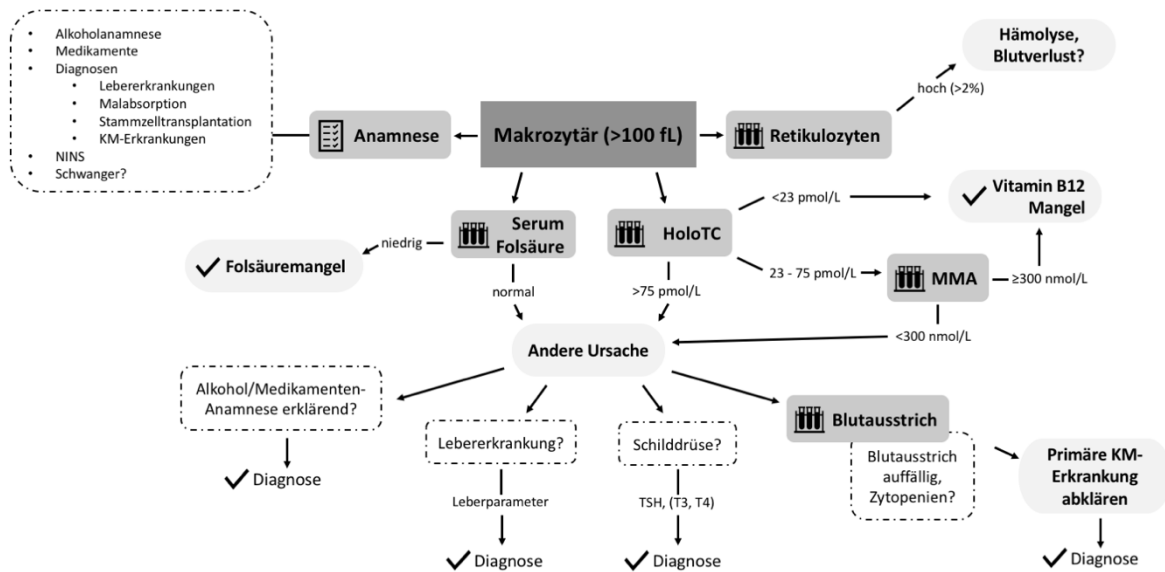 Alkoholanamnese
Medikamente
Diagnosen
Lebererkrankungen
Malabsorption
Stammzelltransplantation
KM-Erkrankungen
NINS
Schwanger?
Anamnese
Makrozytär (>100 fL)
Retikulozyten
hoch (>2%)
Hämolyse,
Blutverlust?
Serum
Folsäure
niedrig
Folsäuremangel
normal
HoloTC
<23 pmol/L
Vitamin B12
Mangel
23 - 75 pmol/L
MMA
≥300 nmol/L
>75 pmol/L
<300 nmol/L
Andere Ursache
Alkohol/Medikamenten-
Anamnese erklärend?
Diagnose
Lebererkrankung?
Leberparameter
Diagnose
Schilddrüse?
TSH, (T3, T4)
Diagnose
Blutausstrich
Blutausstrich
auffällig,
Zytopenien?
Primäre KM-
Erkrankung
abklären
Diagnose